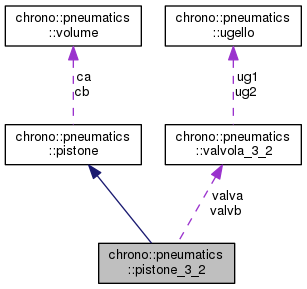 chrono::pneumatics
::volume
chrono::pneumatics
::ugello
ca
cb
ug1
ug2
chrono::pneumatics
::pistone
chrono::pneumatics
::valvola_3_2
valva
valvb
chrono::pneumatics
::pistone_3_2